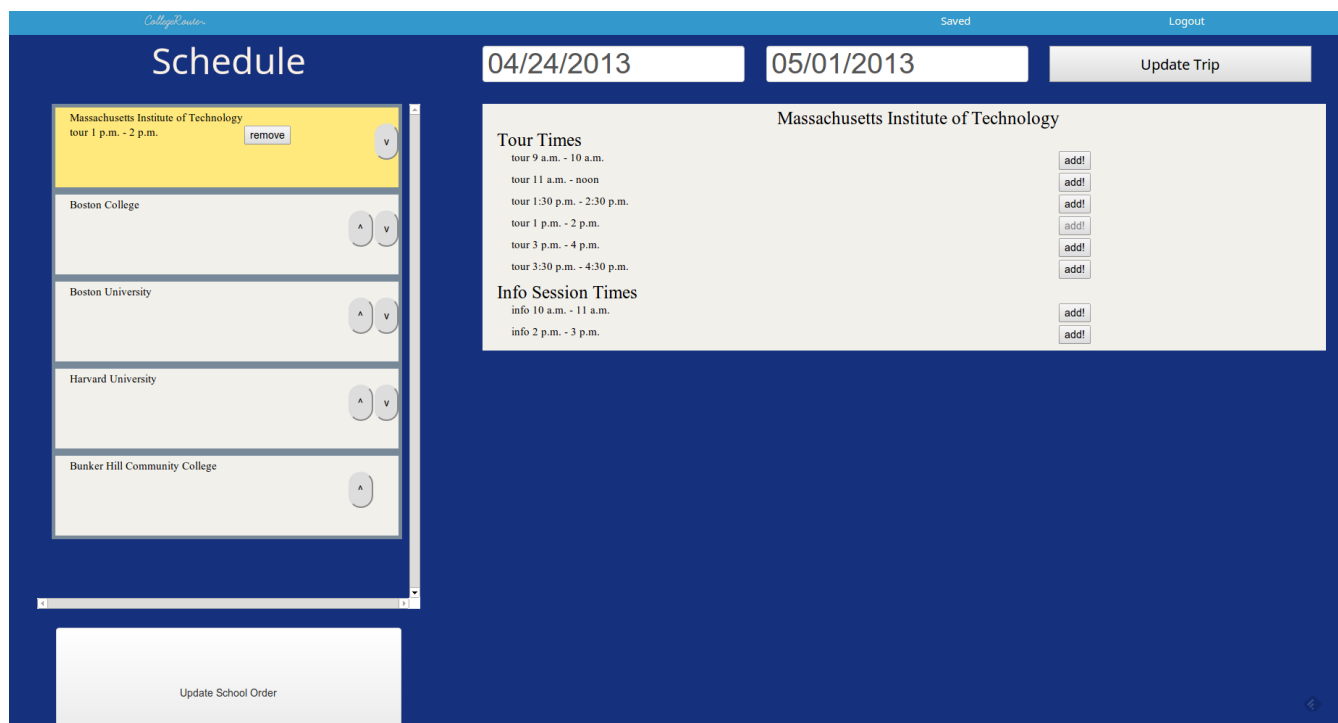 CollegeRouter
Saved
Logout
Schedule
04/24/2013
05/01/2013
Update Trip
Massachusetts Institute of Technology
tour 1 p.m. - 2 p.m.
remove
v
Boston College
^ v
Boston University
^ v
Harvard University
^ v
Bunker Hill Community College
^
Update School Order
Massachusetts Institute of Technology
Tour Times
tour 9 a.m. - 10 a.m. add!
tour 11 a.m. - noon add!
tour 1:30 p.m. - 2:30 p.m. add!
tour 1 p.m. - 2 p.m. add!
tour 3 p.m. - 4 p.m. add!
tour 3:30 p.m. - 4:30 p.m. add!
Info Session Times
info 10 a.m. - 11 a.m. add!
info 2 p.m. - 3 p.m. add!